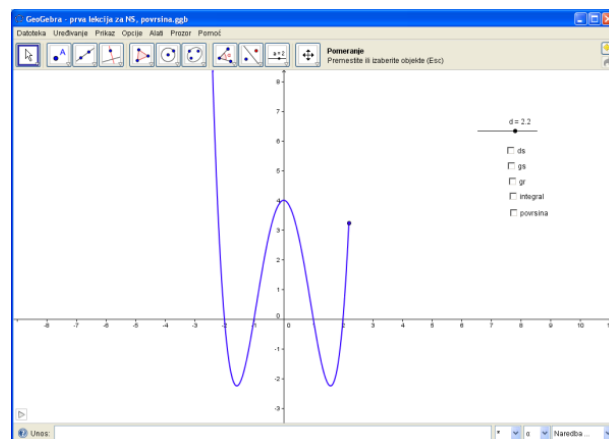 GeoGebra - prva lekcija za NS, povrsina.ggb
Datoteka Uređivanje Prikaz Opcije Alati Prozor Pomoć
A
a=2
Pomeranje
Premestite ili izaberite objekte (Esc)
d = 2.2
ds
gs
gr
integral
povrsina
8
7
6
5
4
3
2
1
0
-8 -7 -6 -5 -4 -3 -2 -1 0 1 2 3 4 5 6 7 8 9 10 11
-1
-2
-3
Unos:
* α Naredba ...